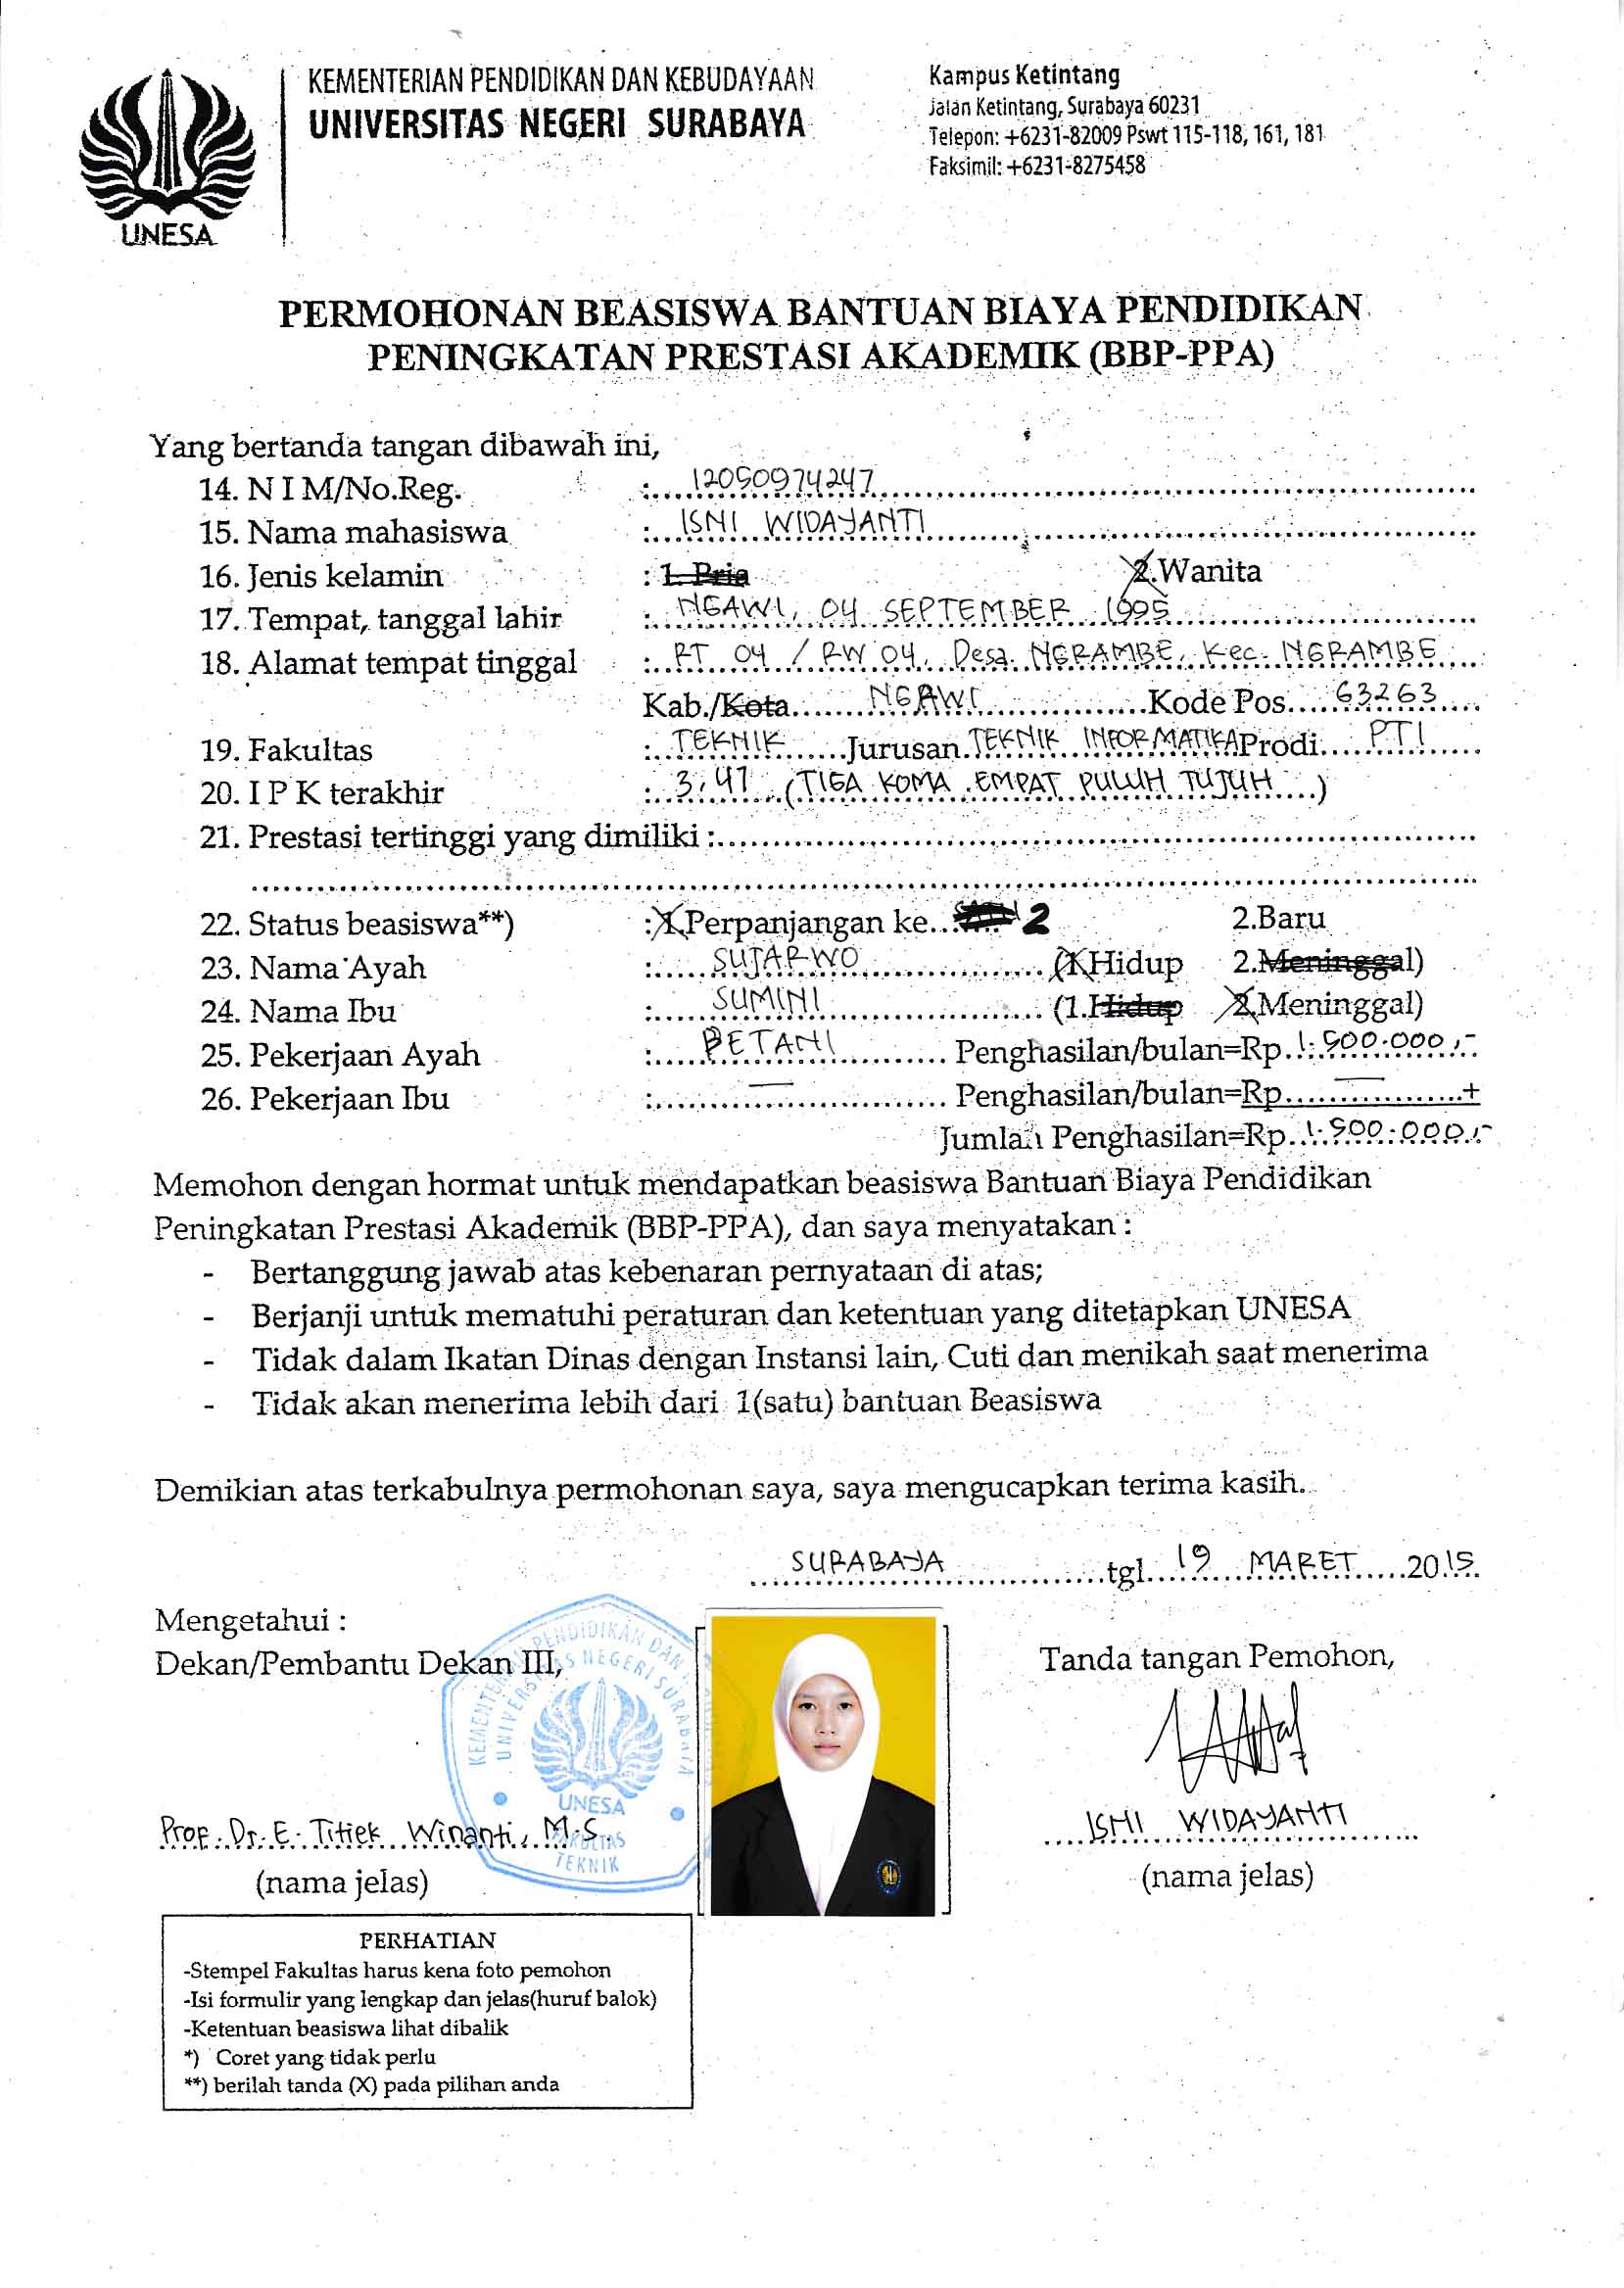 KEMENTERIAN PENDIDIKAN DAN KEBUDAYAAN
UNIVERSITAS NEGERI SURABAYA
UNESA
Kampus Ketintang
Jalan Ketintang, Surabaya 60231
Telepon: +6231-82009 Pswt 115-118, 161, 181
Faksimil: +6231-8275458
PERMOHONAN BEASISWA BANTUAN BIAYA PENDIDIKAN
PENINGKATAN PRESTASI AKADEMIK (BBP-PPA)
Yang bertanda tangan dibawah ini,
14. N I M/No.Reg. : 12050974247
15. Nama mahasiswa : ISNI WIDAYANTI
16. Jenis kelamin : 1. Pria 2.Wanita
17. Tempat, tanggal lahir : NGAWI, 04 SEPTEMBER 1995
18. Alamat tempat tinggal : RT 04 / RW 04, Desa NGRAMBE, Kec. NGRAMBE
Kab./Kota NGAWI Kode Pos 63263
19. Fakultas : TEKNIK Jurusan TEKNIK INFORMATIKA Prodi PTI
20. I P K terakhir : 3,47 (TIGA KOMA EMPAT PULUH TUJUH)
21. Prestasi tertinggi yang dimiliki :
22. Status beasiswa**) : 1.Perpanjangan ke 2 2.Baru
23. Nama Ayah : SUJARWO (1.Hidup 2.Meninggal)
24. Nama Ibu : SUMINI (1.Hidup 2.Meninggal)
25. Pekerjaan Ayah : PETANI Penghasilan/bulan=Rp 1.500.000,-
26. Pekerjaan Ibu : — Penghasilan/bulan=Rp — +
Jumlah Penghasilan=Rp 1.500.000,-
Memohon dengan hormat untuk mendapatkan beasiswa Bantuan Biaya Pendidikan
Peningkatan Prestasi Akademik (BBP-PPA), dan saya menyatakan :
- Bertanggung jawab atas kebenaran pernyataan di atas;
- Berjanji untuk mematuhi peraturan dan ketentuan yang ditetapkan UNESA
- Tidak dalam Ikatan Dinas dengan Instansi lain, Cuti dan menikah saat menerima
- Tidak akan menerima lebih dari 1(satu) bantuan Beasiswa
Demikian atas terkabulnya permohonan saya, saya mengucapkan terima kasih.
SURABAYA tgl. 19 MARET 2015
Mengetahui :
Dekan/Pembantu Dekan III,
Tanda tangan Pemohon,
UNIVERSITAS NEGERI SURABAYA
UNESA
FAKULTAS
TEKNIK
Prof. Dr. E. Titiek Winanti, M.S.
(nama jelas)
ISNI WIDAYANTI
(nama jelas)
PERHATIAN
-Stempel Fakultas harus kena foto pemohon
-Isi formulir yang lengkap dan jelas(huruf balok)
-Ketentuan beasiswa lihat dibalik
*) Coret yang tidak perlu
**) berilah tanda (X) pada pilihan anda